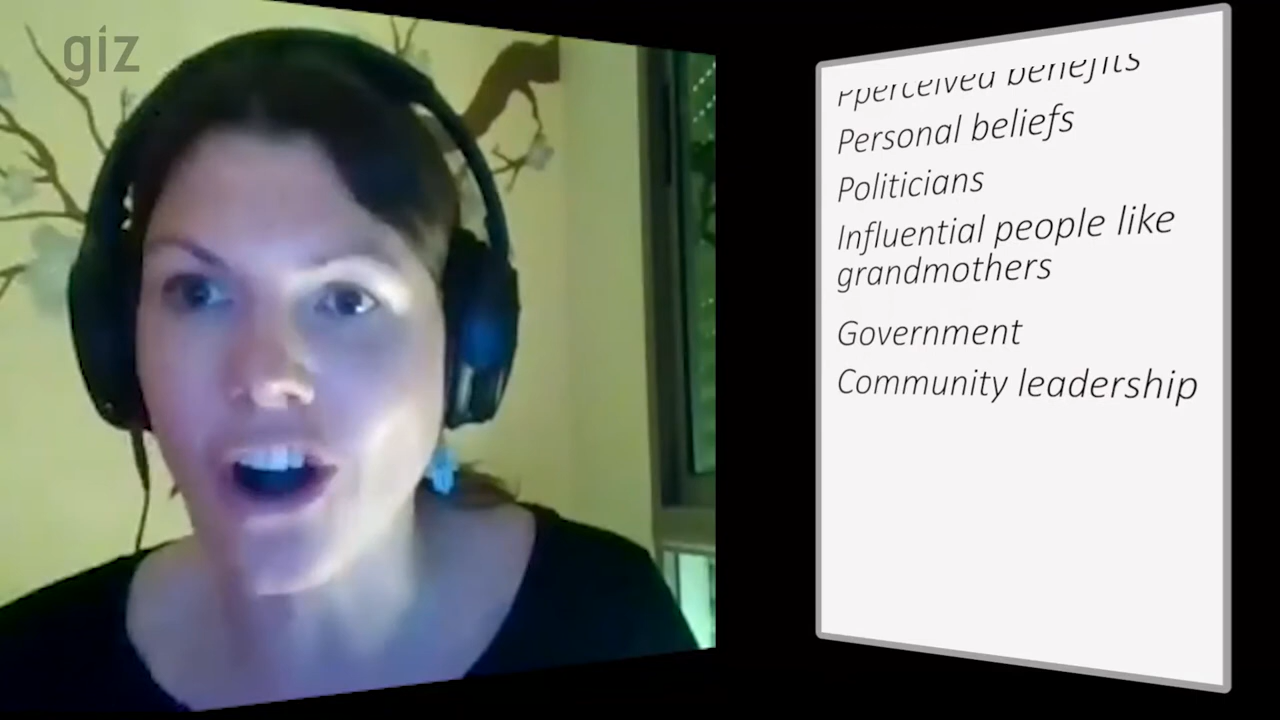 giz
Pperceived benefits
Personal beliefs
Politicians
Influential people like
grandmothers
Government
Community leadership